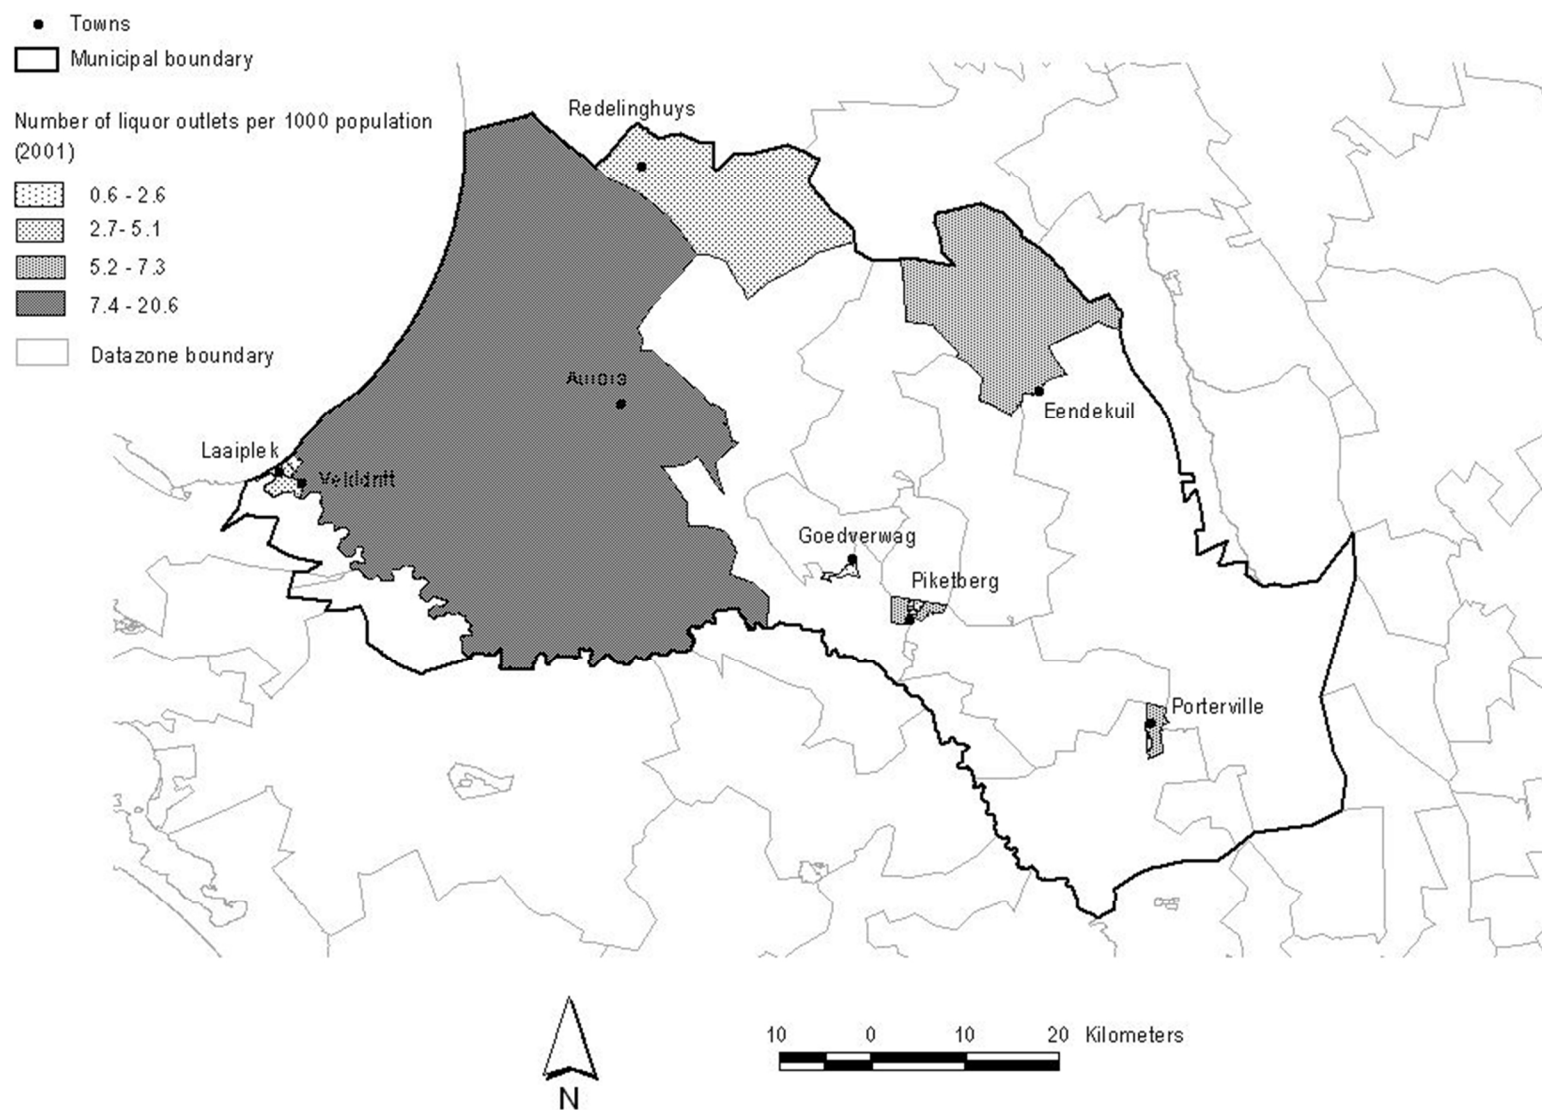 Towns
Municipal boundary
Number of liquor outlets per 1000 population
(2001)
0.6 - 2.6
2.7- 5.1
5.2 - 7.3
7.4 - 20.6
Datazone boundary
Redelinghuys
Aurora
Eendekuil
Laaiplek
Velddrift
Goedverwag
Piketberg
Porterville
10 0 10 20 Kilometers
N